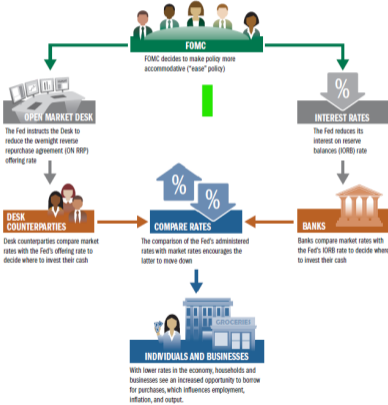 FOMC
FOMC decides to make policy more
accommodative ("ease" policy)
OPEN MARKET DESK
The Fed instructs the Desk to
reduce the overnight reverse
repurchase agreement (ON RRP)
offering rate
%
INTEREST RATES
The Fed reduces its
interest on reserve
balances (IORB) rate
DESK
COUNTERPARTIES
Desk counterparties compare market
rates with the Fed's offering rate to
decide where to invest their cash
%
%
COMPARE RATES
The comparison of the Fed's administered
rates with market rates encourages the
latter to move down
BANKS
Banks compare market rates with
the Fed's IORB rate to decide where
to invest their cash
GROCERIES
INDIVIDUALS AND BUSINESSES
With lower rates in the economy, households and
businesses see an increased opportunity to borrow
for purchases, which influences employment,
inflation, and output.